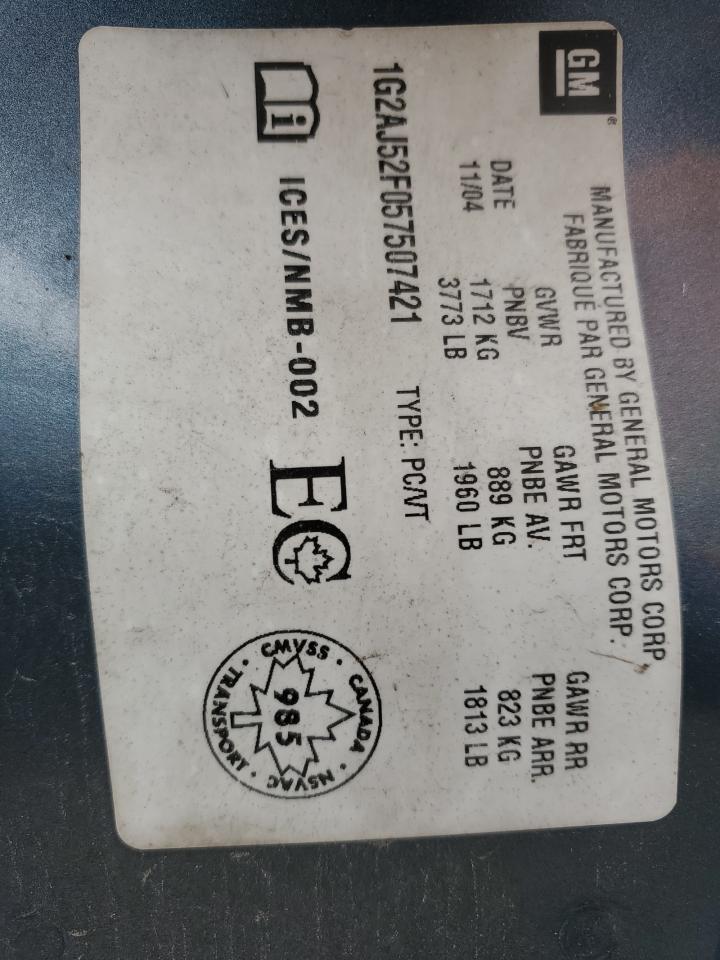 GM
®
MANUFACTURED BY GENERAL MOTORS CORP
FABRIQUÉ PAR GENERAL MOTORS CORP.
DATE GVWR GAWR FRT GAWR RR
PNBV PNBE AV. PNBE ARR.
11/04 1712 KG 889 KG 823 KG
3773 LB 1960 LB 1813 LB
1G2AJ52F057507421 TYPE: PC/VT
i ICES/NMB-002 EC
CMVSS · CANADA · NSVAC · TRANSPORT ·
985